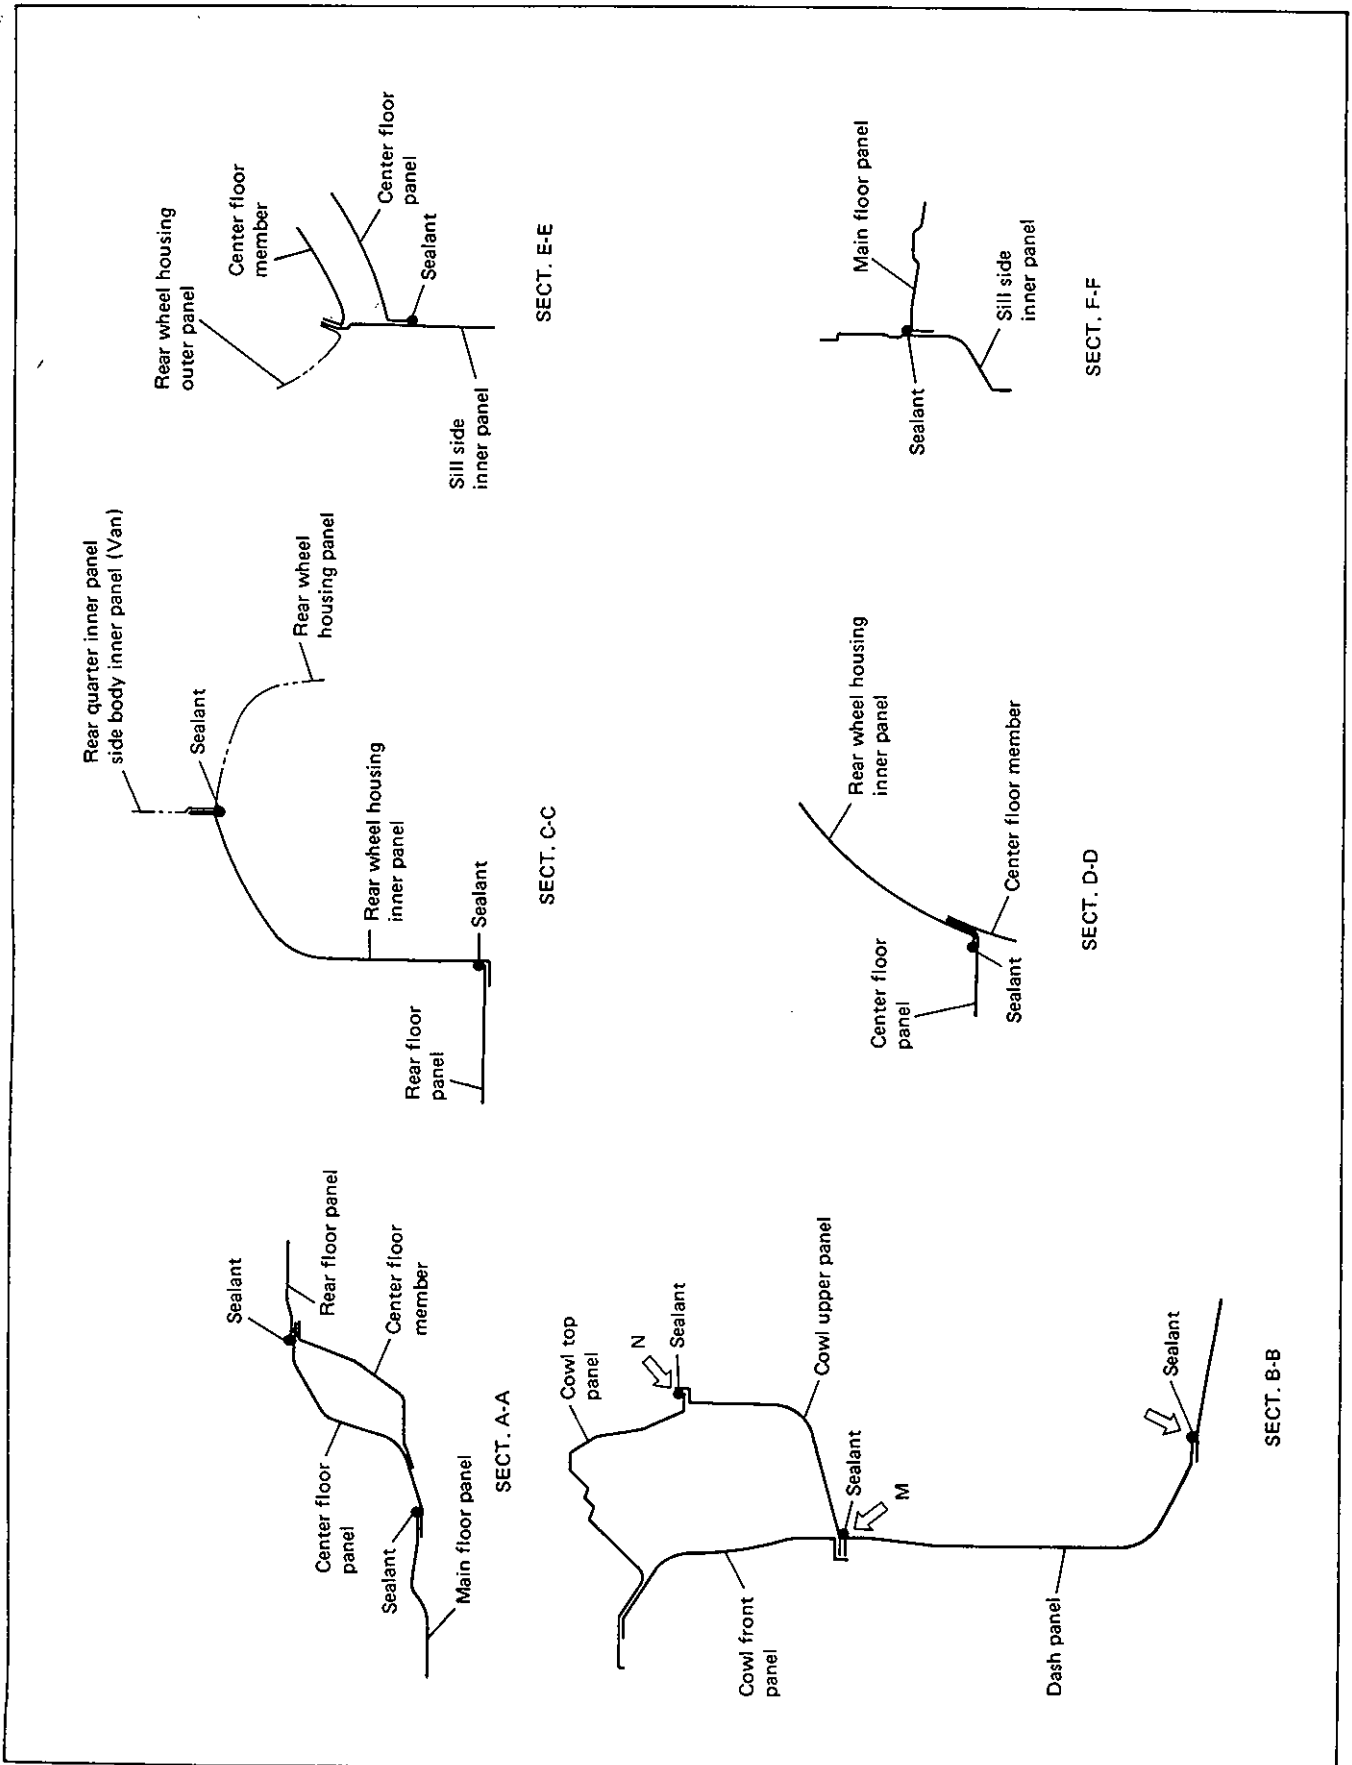 Sealant
Rear floor panel
Center floor
member
Center floor
panel
Sealant
Main floor panel
SECT. A-A
Rear quarter inner panel
side body inner panel (Van)
Sealant
Rear wheel
housing panel
Rear wheel housing
inner panel
Sealant
Rear floor
panel
SECT. C-C
Rear wheel housing
outer panel
Center floor
member
Center floor
panel
Sealant
Sill side
inner panel
SECT. E-E
Cowl top
panel
N
Sealant
Cowl upper panel
Sealant
M
Cowl front
panel
Dash panel
Sealant
SECT. B-B
Rear wheel housing
inner panel
Center floor
panel
Sealant
Center floor member
SECT. D-D
Main floor panel
Sealant
Sill side
inner panel
SECT. F-F